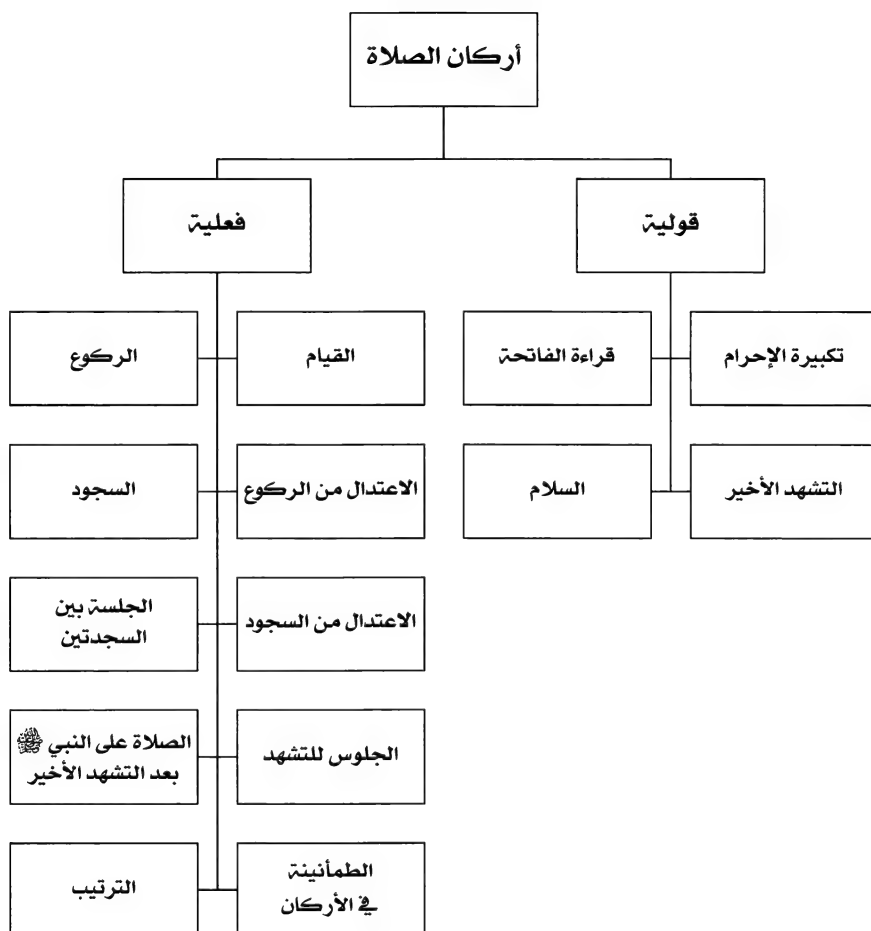 أركان الصلاة
قولية
فعلية
تكبيرة الإحرام
قراءة الفاتحة
القيام
الركوع
التشهد الأخير
السلام
الاعتدال من الركوع
السجود
الاعتدال من السجود
الجلسة بين
السجدتين
الجلوس للتشهد
الصلاة على النبي ﷺ
بعد التشهد الأخير
الطمأنينة
في الأركان
الترتيب